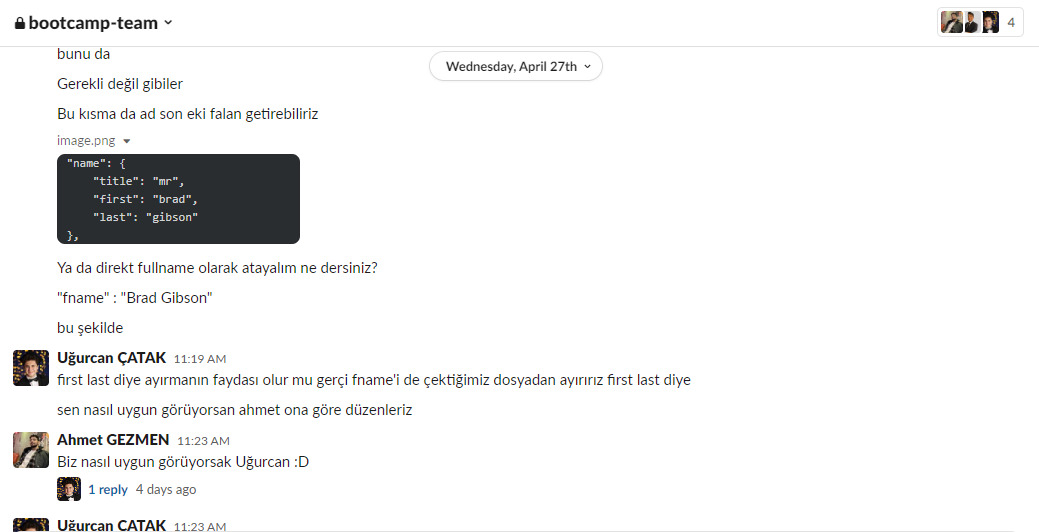 bootcamp-team
4
bunu da
Wednesday, April 27th
Gerekli değil gibiler
Bu kısma da ad son eki falan getirebiliriz
image.png
"name": {
"title": "mr",
"first": "brad",
"last": "gibson"
},
Ya da direkt fullname olarak atayalım ne dersiniz?
"fname" : "Brad Gibson"
bu şekilde
Uğurcan ÇATAK 11:19 AM
first last diye ayırmanın faydası olur mu gerçi fname'i de çektiğimiz dosyadan ayırırız first last diye
sen nasıl uygun görüyorsan ahmet ona göre düzenleriz
Ahmet GEZMEN 11:23 AM
Biz nasıl uygun görüyorsak Uğurcan :D
1 reply 4 days ago
Uğurcan ÇATAK 11:23 AM